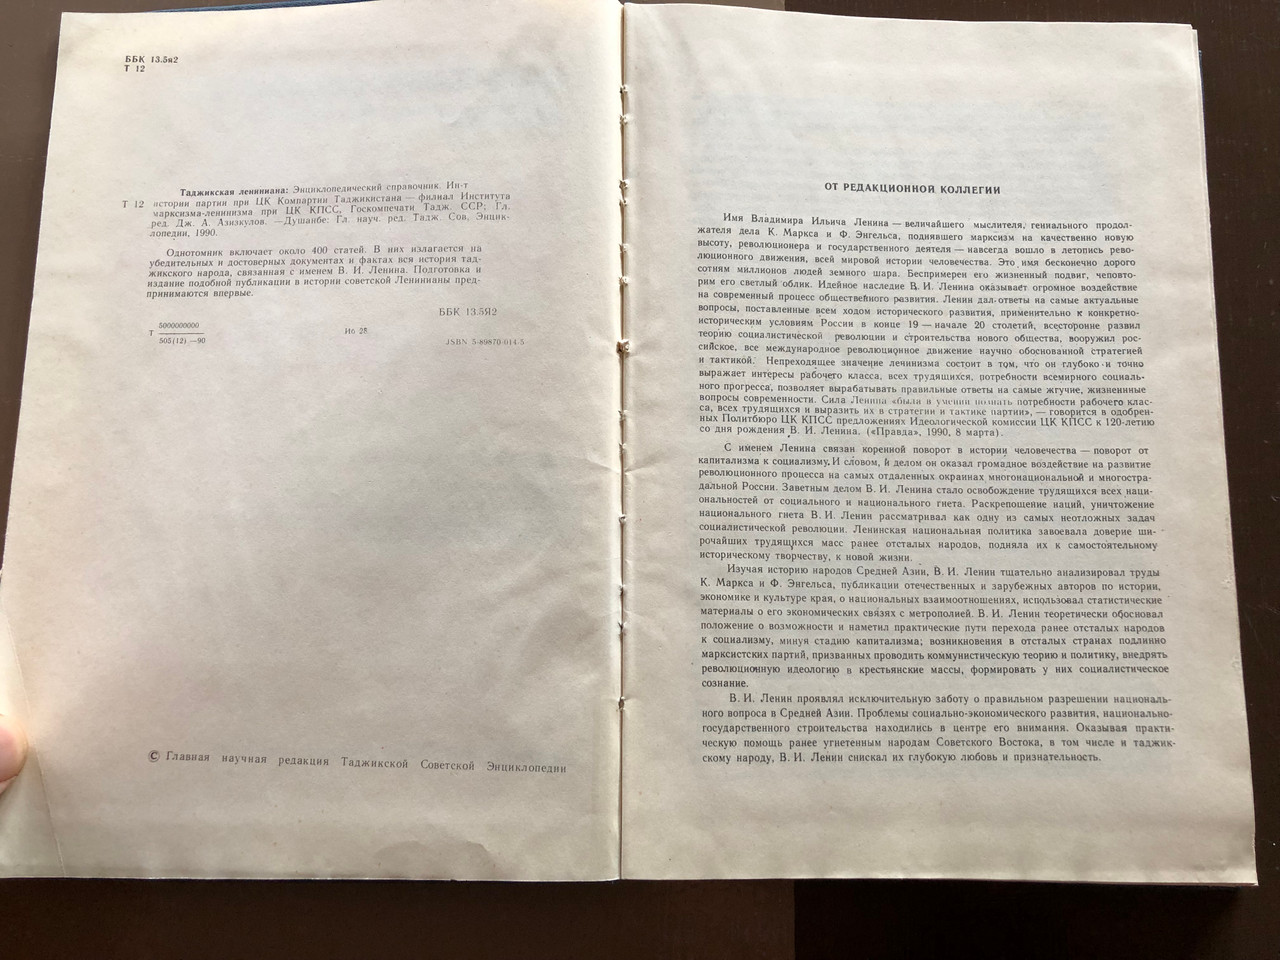 ББК 13.5я2
Т 12
Таджикская лениниана: Энциклопедический справочник. Ин-т
Т 12 истории партии при ЦК Компартии Таджикистана — филиал Института
марксизма-ленинизма при ЦК КПСС, Госкомпечати Тадж. ССР; Гл.
ред. Дж. А. Азизкулов. —Душанбе: Гл. науч. ред. Тадж. Сов, Энцик-
лопедии, 1990.
Однотомник включает около 400 статей. В них излагается на
убедительных и достоверных документах и фактах вся история тад-
жикского народа, связанная с именем В. И. Ленина. Подготовка и
издание подобной публикации в истории советской Ленинианы пред-
принимаются впервые.
ББК 13.5Я2
Т 5000000000
505(12) —90
Иб 28
JSBN 5-89870-014-5
© Главная научная редакция Таджикской Советской Энциклопедии
ОТ РЕДАКЦИОННОЙ КОЛЛЕГИИ
Имя Владимира Ильича Ленина — величайшего мыслителя, гениального продол-
жателя дела К. Маркса и Ф. Энгельса, поднявшего марксизм на качественно новую
высоту, революционера и государственного деятеля — навсегда вошло в летопись рево-
люционного движения, всей мировой истории человечества. Это имя бесконечно дорого
сотням миллионов людей земного шара. Беспримерен его жизненный подвиг, неповто-
рим его светлый облик. Идейное наследие В. И. Ленина оказывает огромное воздействие
на современный процесс общественного развития. Ленин дал ответы на самые актуальные
вопросы, поставленные всем ходом исторического развития, применительно к конкретно-
историческим условиям России в конце 19 — начале 20 столетий, всесторонне развил
теорию социалистической революции и строительства нового общества, вооружил рос-
сийское, все международное революционное движение научно обоснованной стратегией
и тактикой. Непреходящее значение ленинизма состоит в том, что он глубоко и точно
выражает интересы рабочего класса, всех трудящихся, потребности всемирного социаль-
ного прогресса, позволяет вырабатывать правильные ответы на самые жгучие, жизненные
вопросы современности. Сила Ленина «была в умении познать потребности рабочего клас-
са, всех трудящихся и выразить их в стратегии и тактике партии», — говорится в одобрен-
ных Политбюро ЦК КПСС предложениях Идеологической комиссии ЦК КПСС к 120-летию
со дня рождения В. И. Ленина. («Правда», 1990, 8 марта).
С именем Ленина связан коренной поворот в истории человечества — поворот от
капитализма к социализму. И словом, и делом он оказал громадное воздействие на развитие
революционного процесса на самых отдаленных окраинах многонациональной и многостра-
дальной России. Заветным делом В. И. Ленина стало освобождение трудящихся всех наци-
ональностей от социального и национального гнета. Раскрепощение наций, уничтожение
национального гнета В. И. Ленин рассматривал как одну из самых неотложных задач
социалистической революции. Ленинская национальная политика завоевала доверие ши-
рочайших трудящихся масс ранее отсталых народов, подняла их к самостоятельному
историческому творчеству, к новой жизни.
Изучая историю народов Средней Азии, В. И. Ленин тщательно анализировал труды
К. Маркса и Ф. Энгельса, публикации отечественных и зарубежных авторов по истории,
экономике и культуре края, о национальных взаимоотношениях, использовал статистические
материалы о его экономических связях с метрополией. В. И. Ленин теоретически обосновал
положение о возможности и наметил практические пути перехода ранее отсталых народов
к социализму, минуя стадию капитализма; возникновения в отсталых странах подлинно
марксистских партий, призванных проводить коммунистическую теорию и политику, внедрять
революционную идеологию в крестьянские массы, формировать у них социалистическое
сознание.
В. И. Ленин проявлял исключительную заботу о правильном разрешении националь-
ного вопроса в Средней Азии. Проблемы социально-экономического развития, национально-
государственного строительства находились в центре его внимания. Оказывая практи-
ческую помощь ранее угнетенным народам Советского Востока, в том числе и таджик-
скому народу, В. И. Ленин снискал их глубокую любовь и признательность.